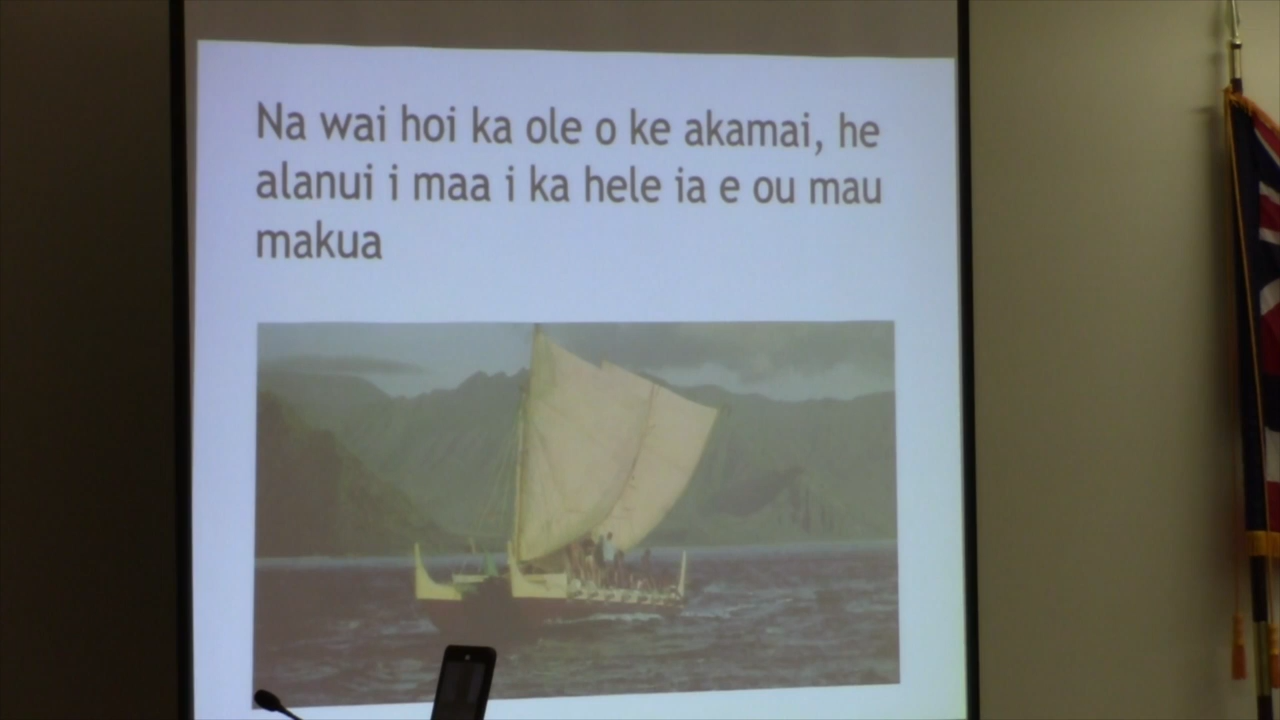 Na wai hoi ka ole o ke akamai, he
alanui i maa i ka hele ia e ou mau
makua